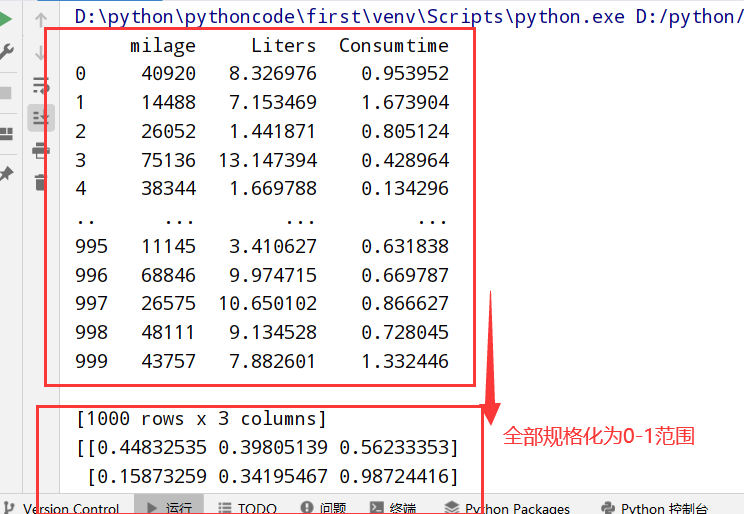 D:\python\pythoncode\first\venv\Scripts\python.exe D:/python/
milage Liters Consumtime
0 40920 8.326976 0.953952
1 14488 7.153469 1.673904
2 26052 1.441871 0.805124
3 75136 13.147394 0.428964
4 38344 1.669788 0.134296
.. ... ... ...
995 11145 3.410627 0.631838
996 68846 9.974715 0.669787
997 26575 10.650102 0.866627
998 48111 9.134528 0.728045
999 43757 7.882601 1.332446
[1000 rows x 3 columns]
[[0.44832535 0.39805139 0.56233353]
全部规格化为0-1范围
[0.15873259 0.34195467 0.98724416]
Version Control 运行 TODO 问题 终端 Python Packages Python 控制台